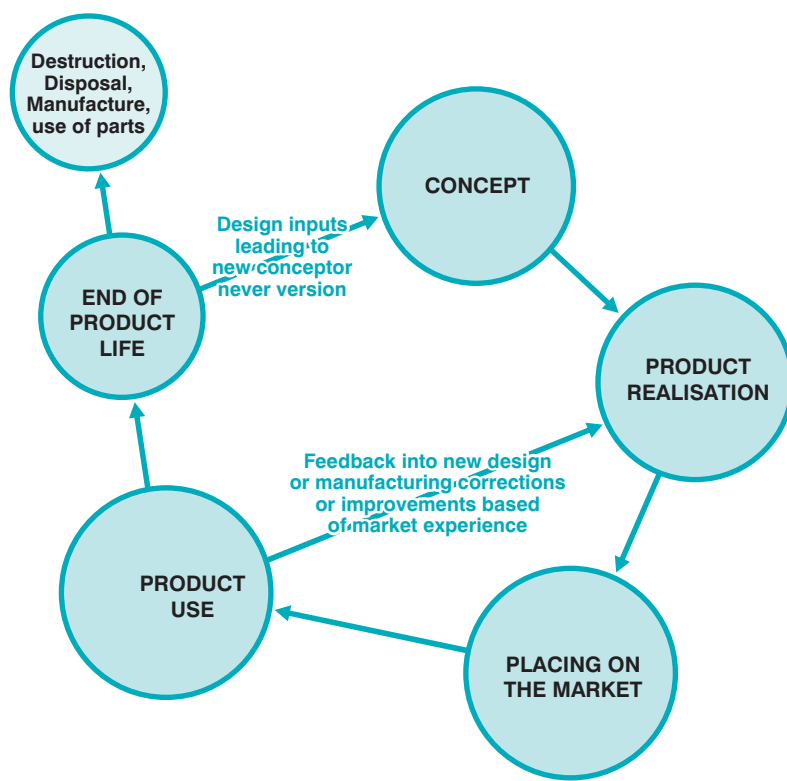 Destruction,
Disposal,
Manufacture,
use of parts
CONCEPT
Design inputs
leading to
new conceptor
never version
END OF
PRODUCT
LIFE
PRODUCT
REALISATION
Feedback into new design
or manufacturing corrections
or improvements based
of market experience
PRODUCT
USE
PLACING ON
THE MARKET